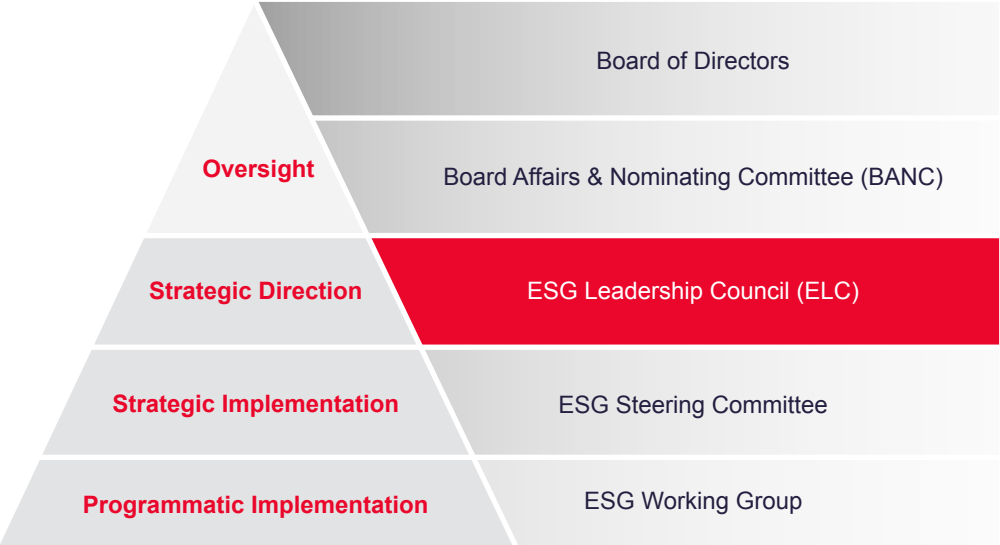 Board of Directors
Oversight
Board Affairs & Nominating Committee (BANC)
Strategic Direction
ESG Leadership Council (ELC)
Strategic Implementation
ESG Steering Committee
Programmatic Implementation
ESG Working Group